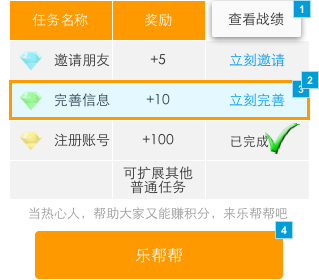 任务名称 奖励 查看战绩 1
邀请朋友 +5 立刻邀请
2
完善信息 +10 立刻完善 3
注册账号 +100 已完成
可扩展其他
普通任务
当热心人，帮助大家又能赚积分，来乐帮帮吧
4
乐帮帮